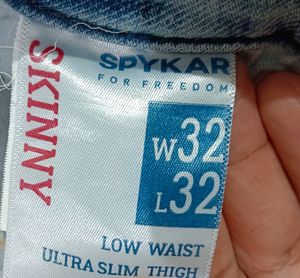 SKINNY
SPYKAR
FOR FREEDOM
W32
L32
LOW WAIST
ULTRA SLIM THIGH